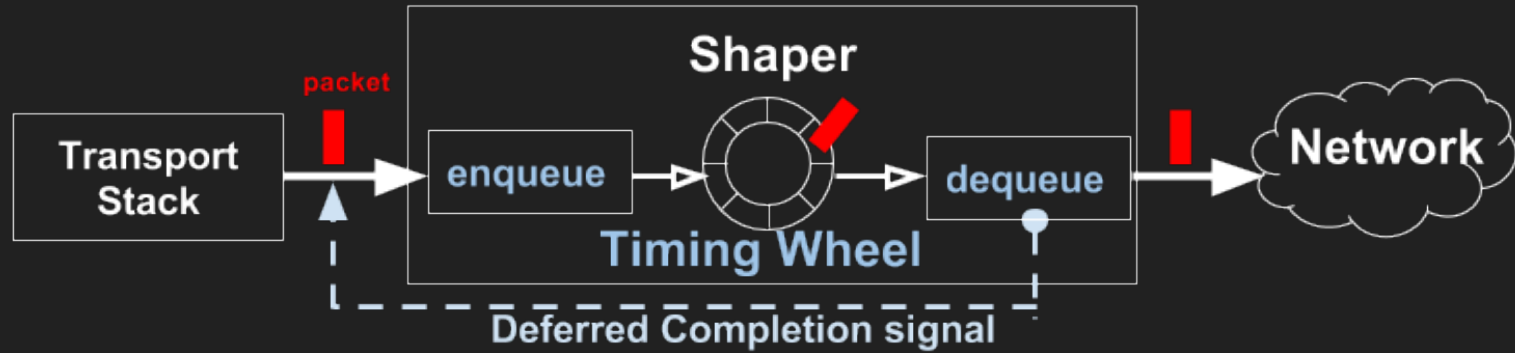 Shaper
packet
Transport
Stack
enqueue
dequeue
Network
Timing Wheel
Deferred Completion signal